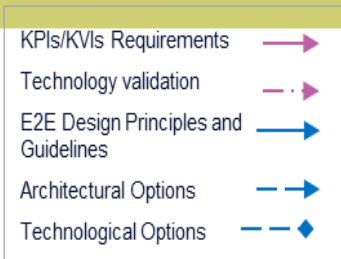 KPIs/KVIs Requirements
Technology validation
E2E Design Principles and
Guidelines
Architectural Options
Technological Options